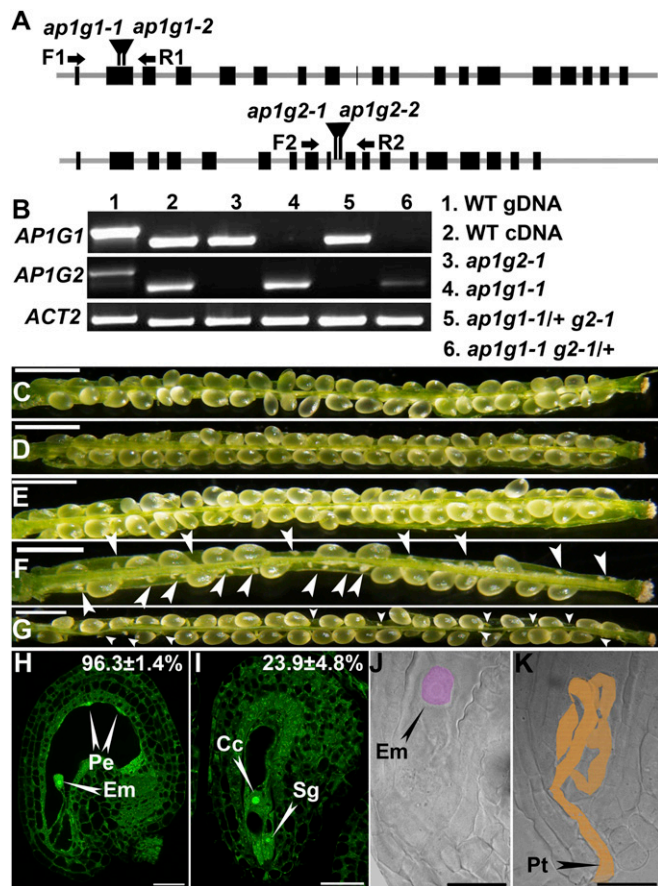 A
ap1g1-1 ap1g1-2
F1 R1
ap1g2-1 ap1g2-2
F2 R2
B
1 2 3 4 5 6
AP1G1
AP1G2
ACT2
1. WT gDNA
2. WT cDNA
3. ap1g2-1
4. ap1g1-1
5. ap1g1-1/+ g2-1
6. ap1g1-1 g2-1/+
C
D
E
F
G
H 96.3±1.4%
Pe
Em
I 23.9±4.8%
Cc
Sg
J
Em
K
Pt